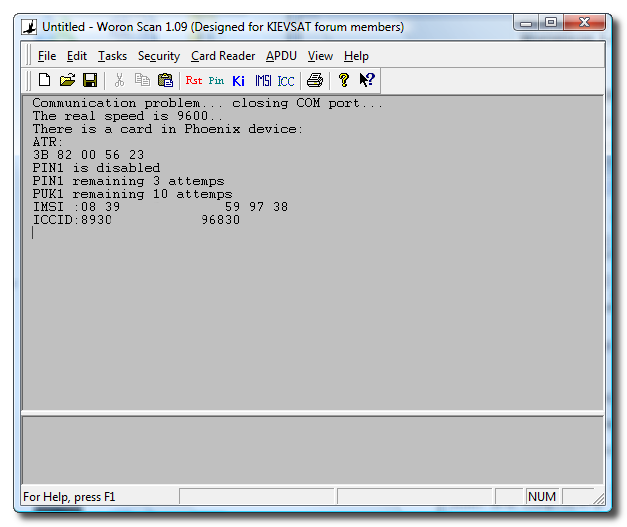 Untitled - Woron Scan 1.09 (Designed for KIEVSAT forum members)
File Edit Tasks Security Card Reader APDU View Help
Rst Pin Ki IMSI ICC
Communication problem... closing COM port...
The real speed is 9600..
There is a card in Phoenix device:
ATR:
3B 82 00 56 23
PIN1 is disabled
PIN1 remaining 3 attemps
PUK1 remaining 10 attemps
IMSI :08 39 59 97 38
ICCID:8930 96830
For Help, press F1
NUM